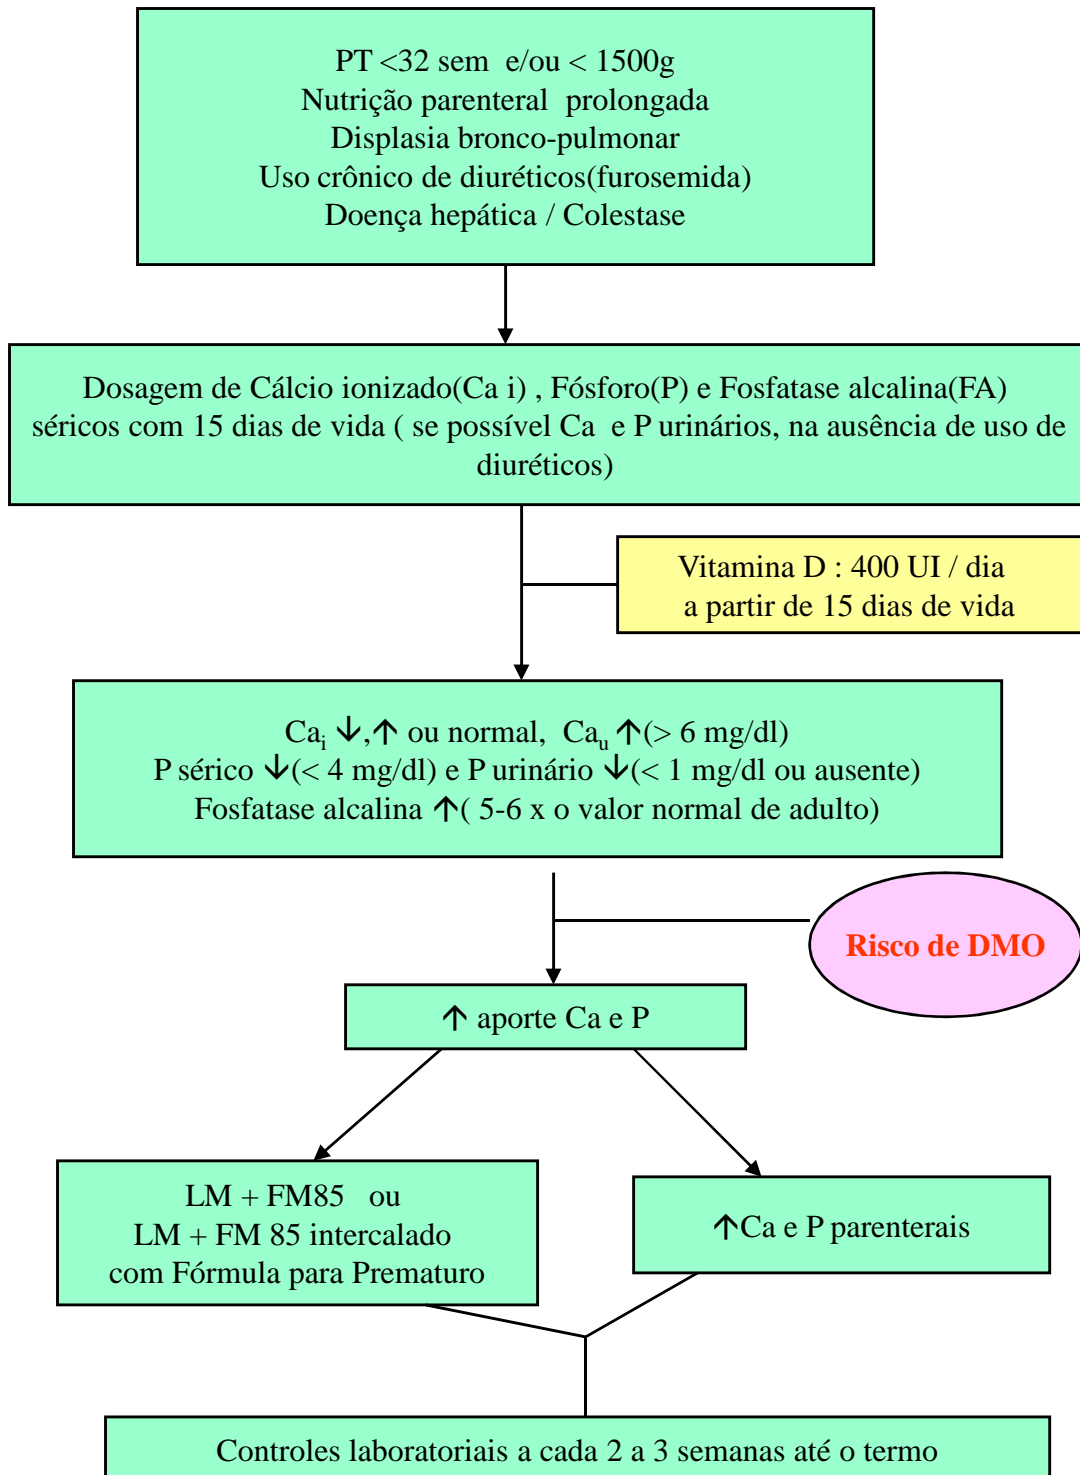 PT <32 sem e/ou < 1500g
Nutrição parenteral prolongada
Displasia bronco-pulmonar
Uso crônico de diuréticos(furosemida)
Doença hepática / Colestase
Dosagem de Cálcio ionizado(Ca i) , Fósforo(P) e Fosfatase alcalina(FA)
séricos com 15 dias de vida ( se possível Ca e P urinários, na ausência de uso de
diuréticos)
Vitamina D : 400 UI / dia
a partir de 15 dias de vida
Caᵢ ↓,↑ ou normal, Caᵤ ↑(> 6 mg/dl)
P sérico ↓(< 4 mg/dl) e P urinário ↓(< 1 mg/dl ou ausente)
Fosfatase alcalina ↑( 5-6 x o valor normal de adulto)
Risco de DMO
↑ aporte Ca e P
LM + FM85 ou
LM + FM 85 intercalado
com Fórmula para Prematuro
↑Ca e P parenterais
Controles laboratoriais a cada 2 a 3 semanas até o termo